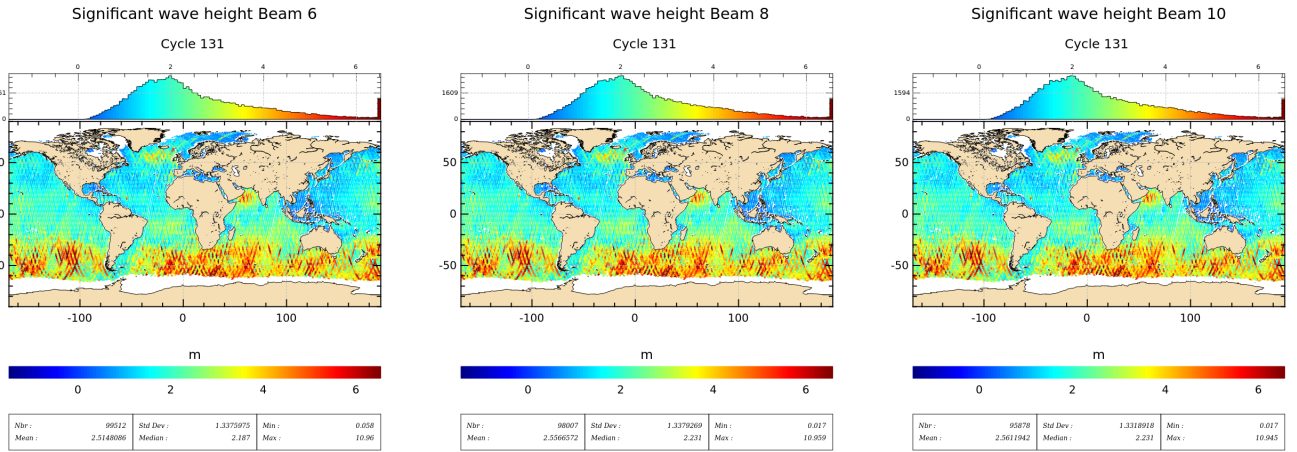 Significant wave height Beam 6
Cycle 131
0 2 4 6
0
50
0
-50
-100 0 100
m
0 2 4 6
Nbr : 99512 Std Dev : 1.3375975 Min : 0.058
Mean : 2.5148086 Median : 2.187 Max : 10.96
Significant wave height Beam 8
Cycle 131
0 2 4 6
1609
0
50
0
-50
-100 0 100
m
0 2 4 6
Nbr : 98007 Std Dev : 1.3379269 Min : 0.017
Mean : 2.5566572 Median : 2.231 Max : 10.959
Significant wave height Beam 10
Cycle 131
0 2 4 6
1594
0
50
0
-50
-100 0 100
m
0 2 4 6
Nbr : 95878 Std Dev : 1.3318918 Min : 0.017
Mean : 2.5611942 Median : 2.231 Max : 10.945